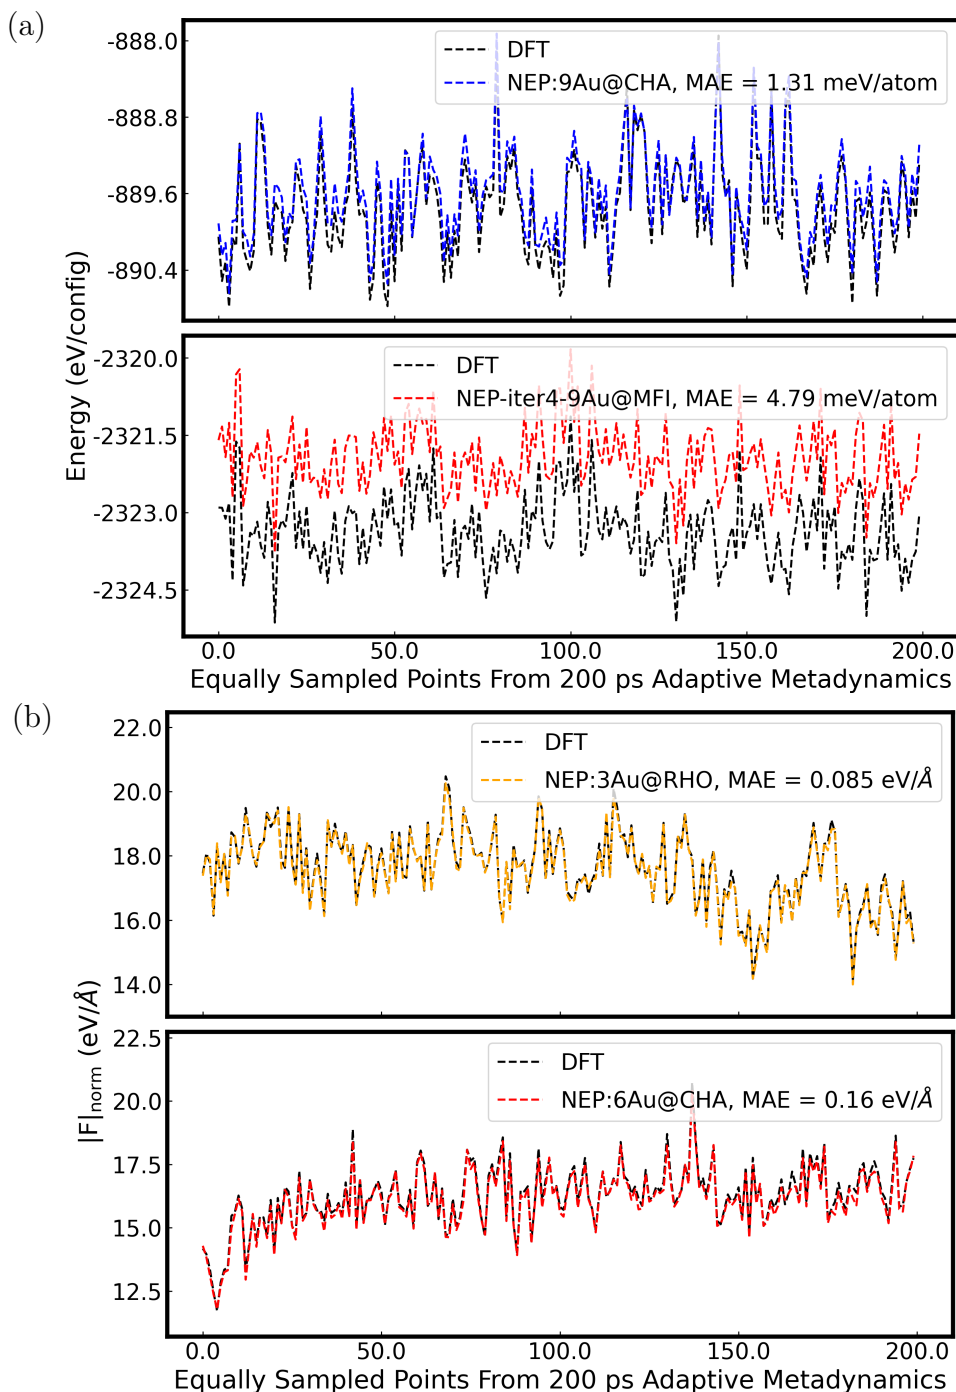 (a)
-888.0
-888.8
-889.6
-890.4
DFT
NEP:9Au@CHA, MAE = 1.31 meV/atom
Energy (eV/config)
-2320.0
-2321.5
-2323.0
-2324.5
DFT
NEP-iter4-9Au@MFI, MAE = 4.79 meV/atom
0.0 50.0 100.0 150.0 200.0
Equally Sampled Points From 200 ps Adaptive Metadynamics
(b)
22.0
20.0
18.0
16.0
14.0
DFT
NEP:3Au@RHO, MAE = 0.085 eV/Å
|F|norm (eV/Å)
22.5
20.0
17.5
15.0
12.5
DFT
NEP:6Au@CHA, MAE = 0.16 eV/Å
0.0 50.0 100.0 150.0 200.0
Equally Sampled Points From 200 ps Adaptive Metadynamics